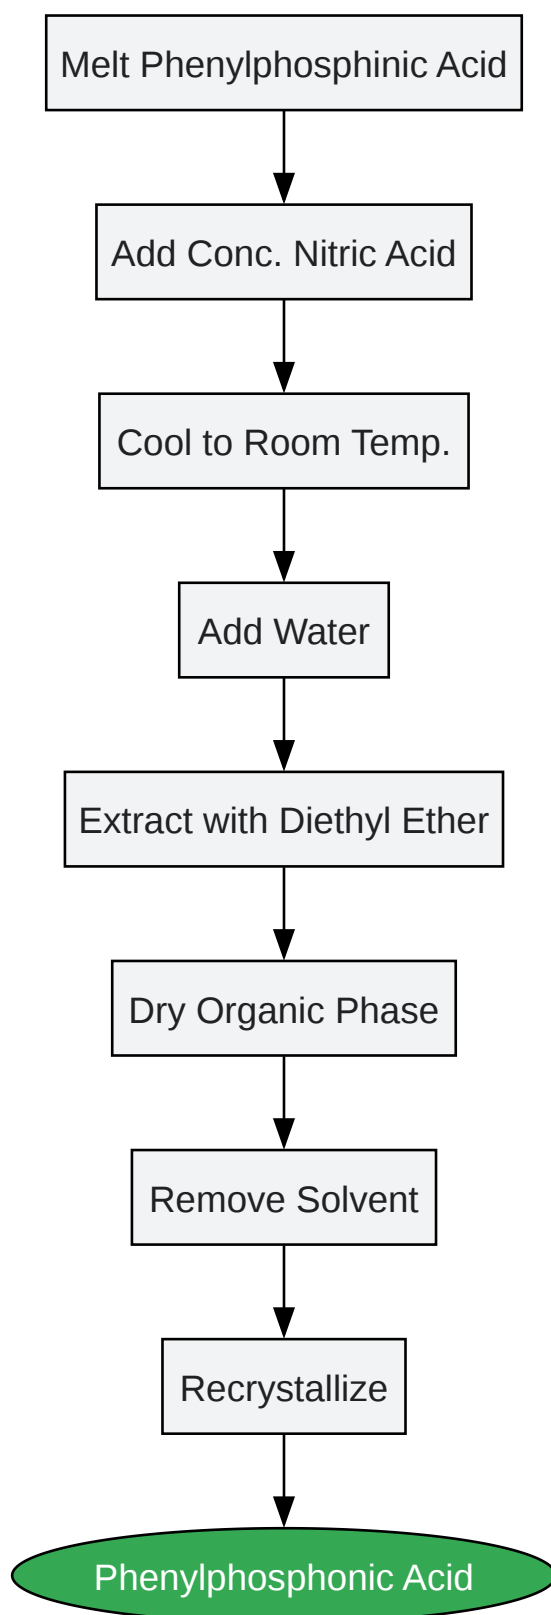 Melt Phenylphosphinic Acid
Add Conc. Nitric Acid
Cool to Room Temp.
Add Water
Extract with Diethyl Ether
Dry Organic Phase
Remove Solvent
Recrystallize
Phenylphosphonic Acid